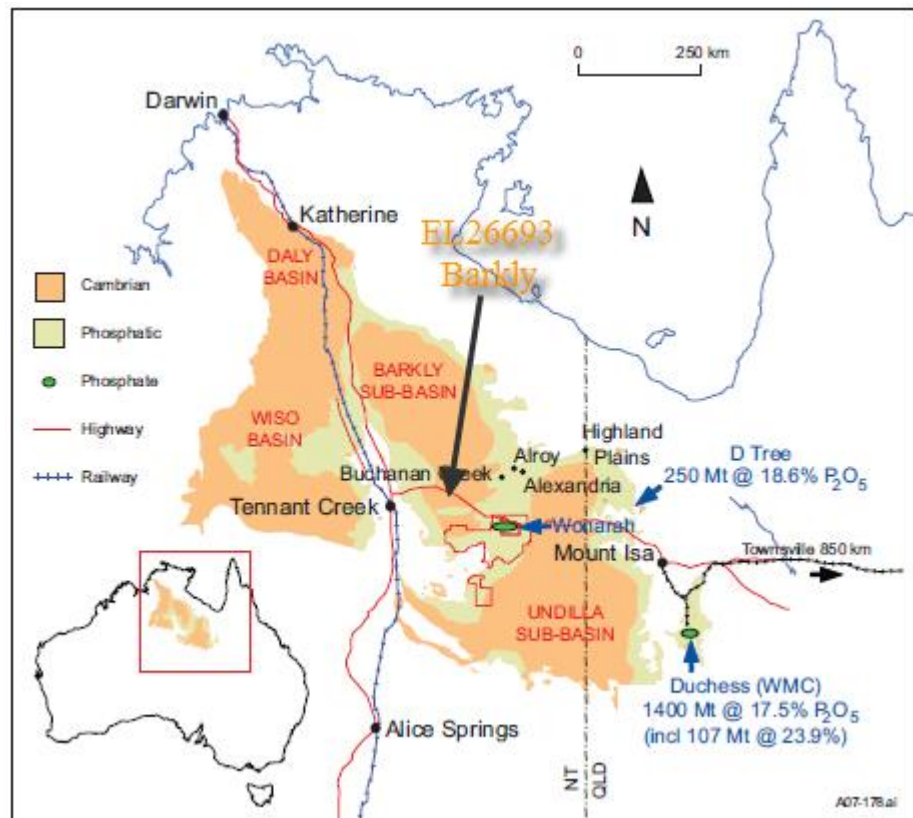 0 250 km
Darwin
N
Katherine
EL26693
Barkly
DALY
BASIN
Cambrian
Phosphatic
Phosphate
Highway
Railway
BARKLY
SUB-BASIN
WISO
BASIN
Highland
Plains
Alroy
Buchanan Creek
Alexandria
D Tree
250 Mt @ 18.6% P2O5
Tennant Creek
Wonarah
Mount Isa
Townsville 850 km
UNDILLA
SUB-BASIN
Duchess (WMC)
1400 Mt @ 17.5% P2O5
(incl 107 Mt @ 23.9%)
Alice Springs
NT
QLD
A07-178.ai